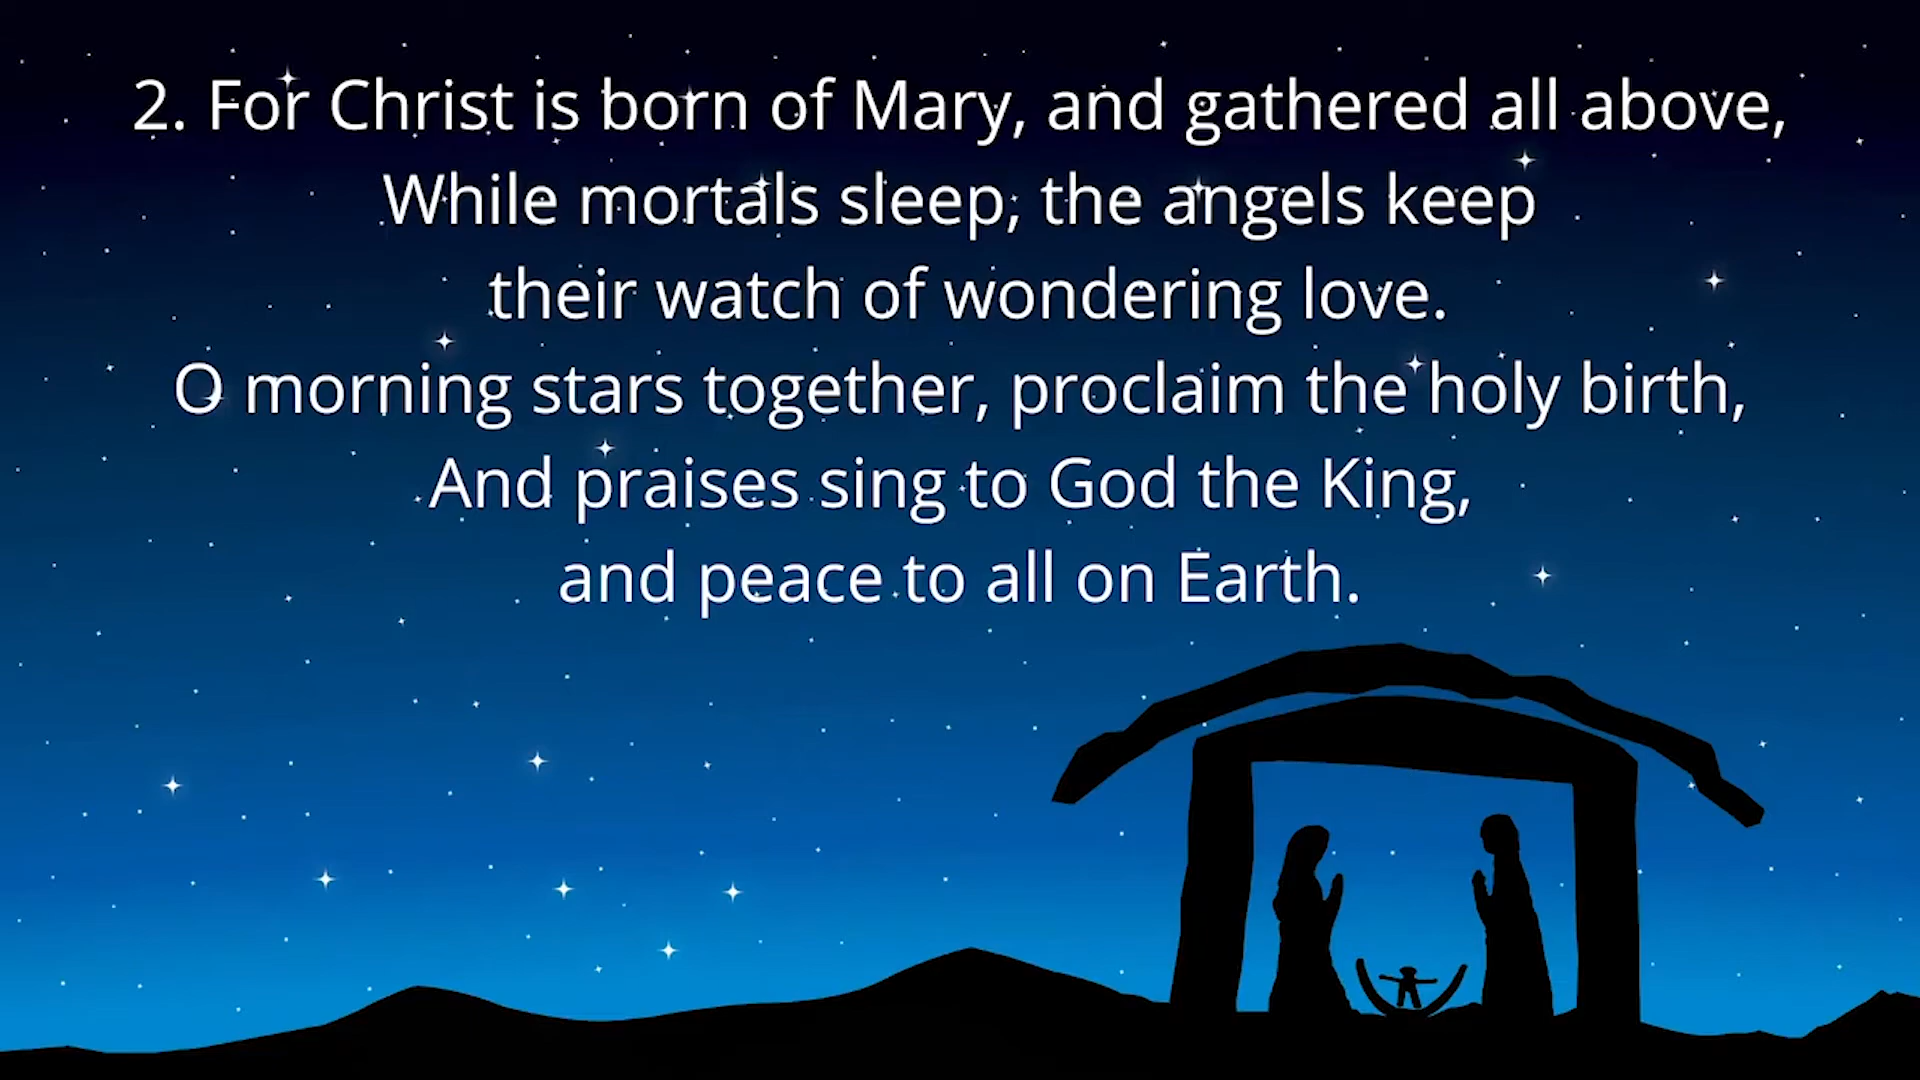 2. For Christ is born of Mary, and gathered all above,
While mortals sleep, the angels keep
their watch of wondering love.
O morning stars together, proclaim the holy birth,
And praises sing to God the King,
and peace to all on Earth.